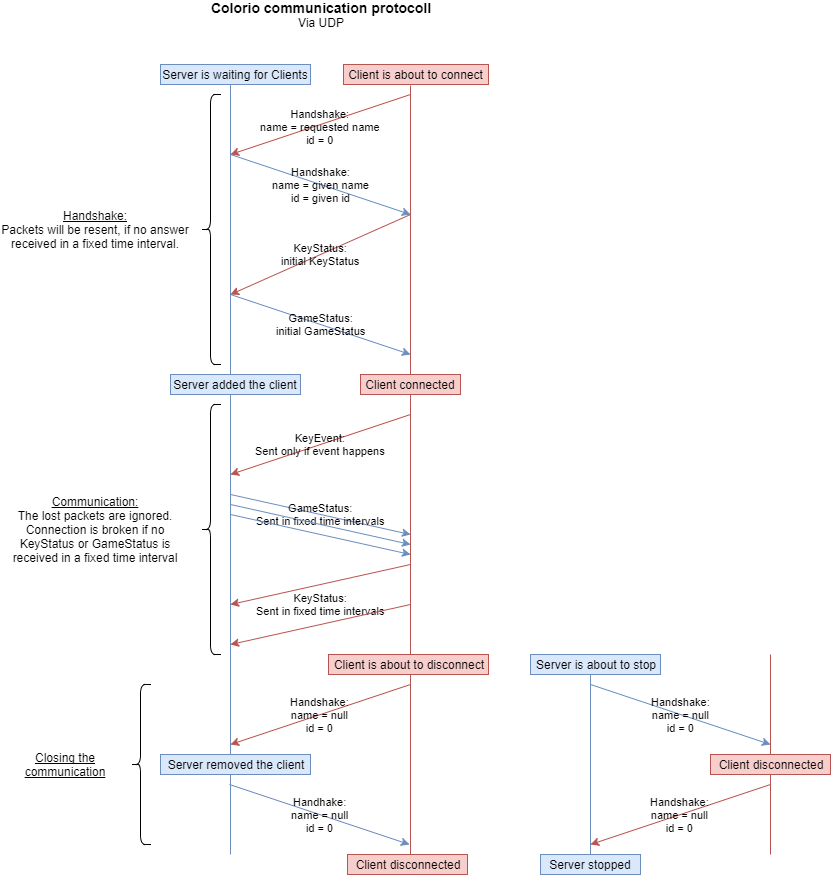 Colorio communication protocoll
Via UDP
Server is waiting for Clients
Client is about to connect
Handshake:
name = requested name
id = 0
Handshake:
name = given name
id = given id
Handshake:
Packets will be resent, if no answer
received in a fixed time interval.
KeyStatus:
initial KeyStatus
GameStatus:
initial GameStatus
Server added the client
Client connected
KeyEvent:
Sent only if event happens
Communication:
The lost packets are ignored.
Connection is broken if no
KeyStatus or GameStatus is
received in a fixed time interval
GameStatus:
Sent in fixed time intervals
KeyStatus:
Sent in fixed time intervals
Client is about to disconnect
Server is about to stop
Handshake:
name = null
id = 0
Handshake:
name = null
id = 0
Closing the
communication
Server removed the client
Client disconnected
Handhake:
name = null
id = 0
Handshake:
name = null
id = 0
Client disconnected
Server stopped